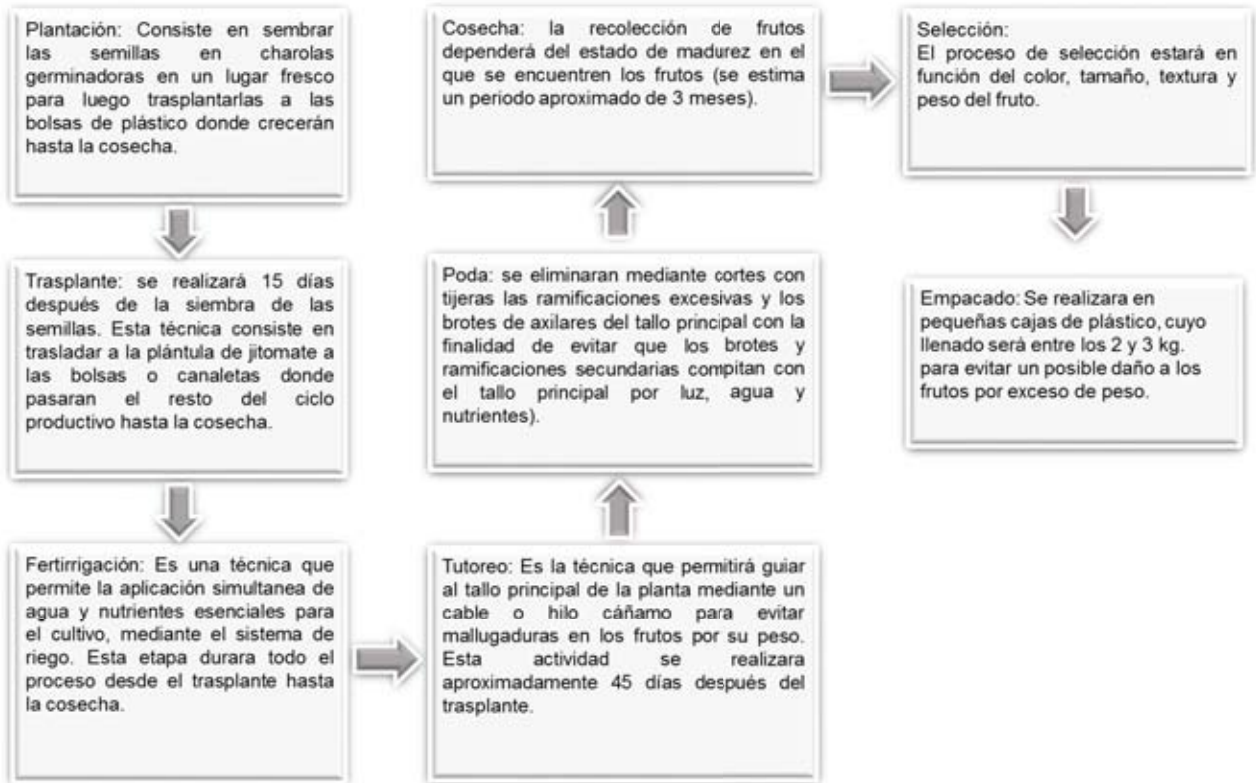 Plantación: Consiste en sembrar
las semillas en charolas
germinadoras en un lugar fresco
para luego trasplantarlas a las
bolsas de plástico donde crecerán
hasta la cosecha.
Trasplante: se realizará 15 días
después de la siembra de las
semillas. Esta técnica consiste en
trasladar a la plántula de jitomate a
las bolsas o canaletas donde
pasaran el resto del ciclo
productivo hasta la cosecha.
Fertirrigación: Es una técnica que
permite la aplicación simultanea de
agua y nutrientes esenciales para
el cultivo, mediante el sistema de
riego. Esta etapa durara todo el
proceso desde el trasplante hasta
la cosecha.
Tutoreo: Es la técnica que permitirá guiar
al tallo principal de la planta mediante un
cable o hilo cáñamo para evitar
mallugaduras en los frutos por su peso.
Esta actividad se realizara
aproximadamente 45 días después del
trasplante.
Poda: se eliminaran mediante cortes con
tijeras las ramificaciones excesivas y los
brotes de axilares del tallo principal con la
finalidad de evitar que los brotes y
ramificaciones secundarias compitan con
el tallo principal por luz, agua y
nutrientes).
Cosecha: la recolección de frutos
dependerá del estado de madurez en el
que se encuentren los frutos (se estima
un periodo aproximado de 3 meses).
Selección:
El proceso de selección estará en
función del color, tamaño, textura y
peso del fruto.
Empacado: Se realizara en
pequeñas cajas de plástico, cuyo
llenado será entre los 2 y 3 kg.
para evitar un posible daño a los
frutos por exceso de peso.